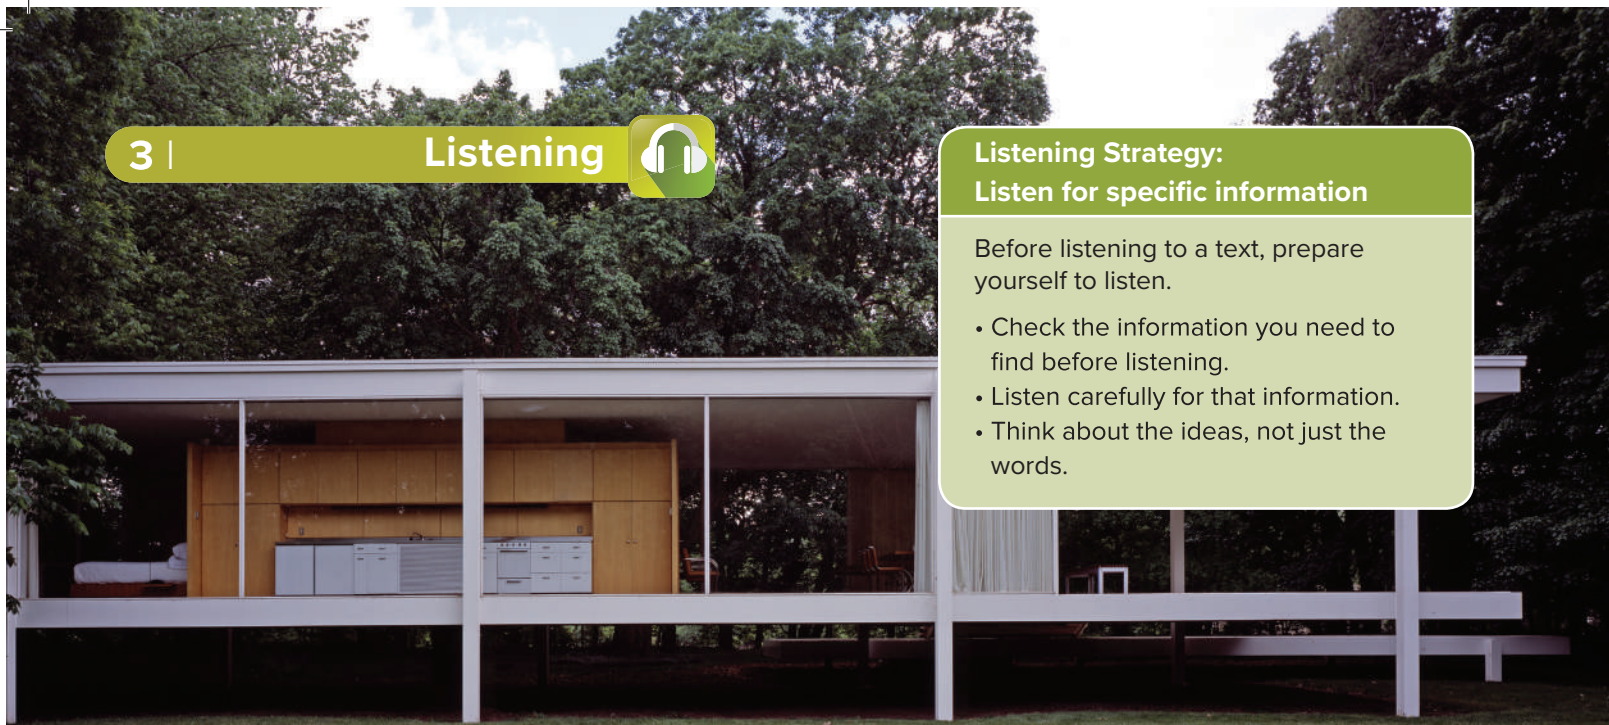 3 |
Listening
Listening Strategy:
Listen for specific information
Before listening to a text, prepare
yourself to listen.
• Check the information you need to
find before listening.
• Listen carefully for that information.
• Think about the ideas, not just the
words.